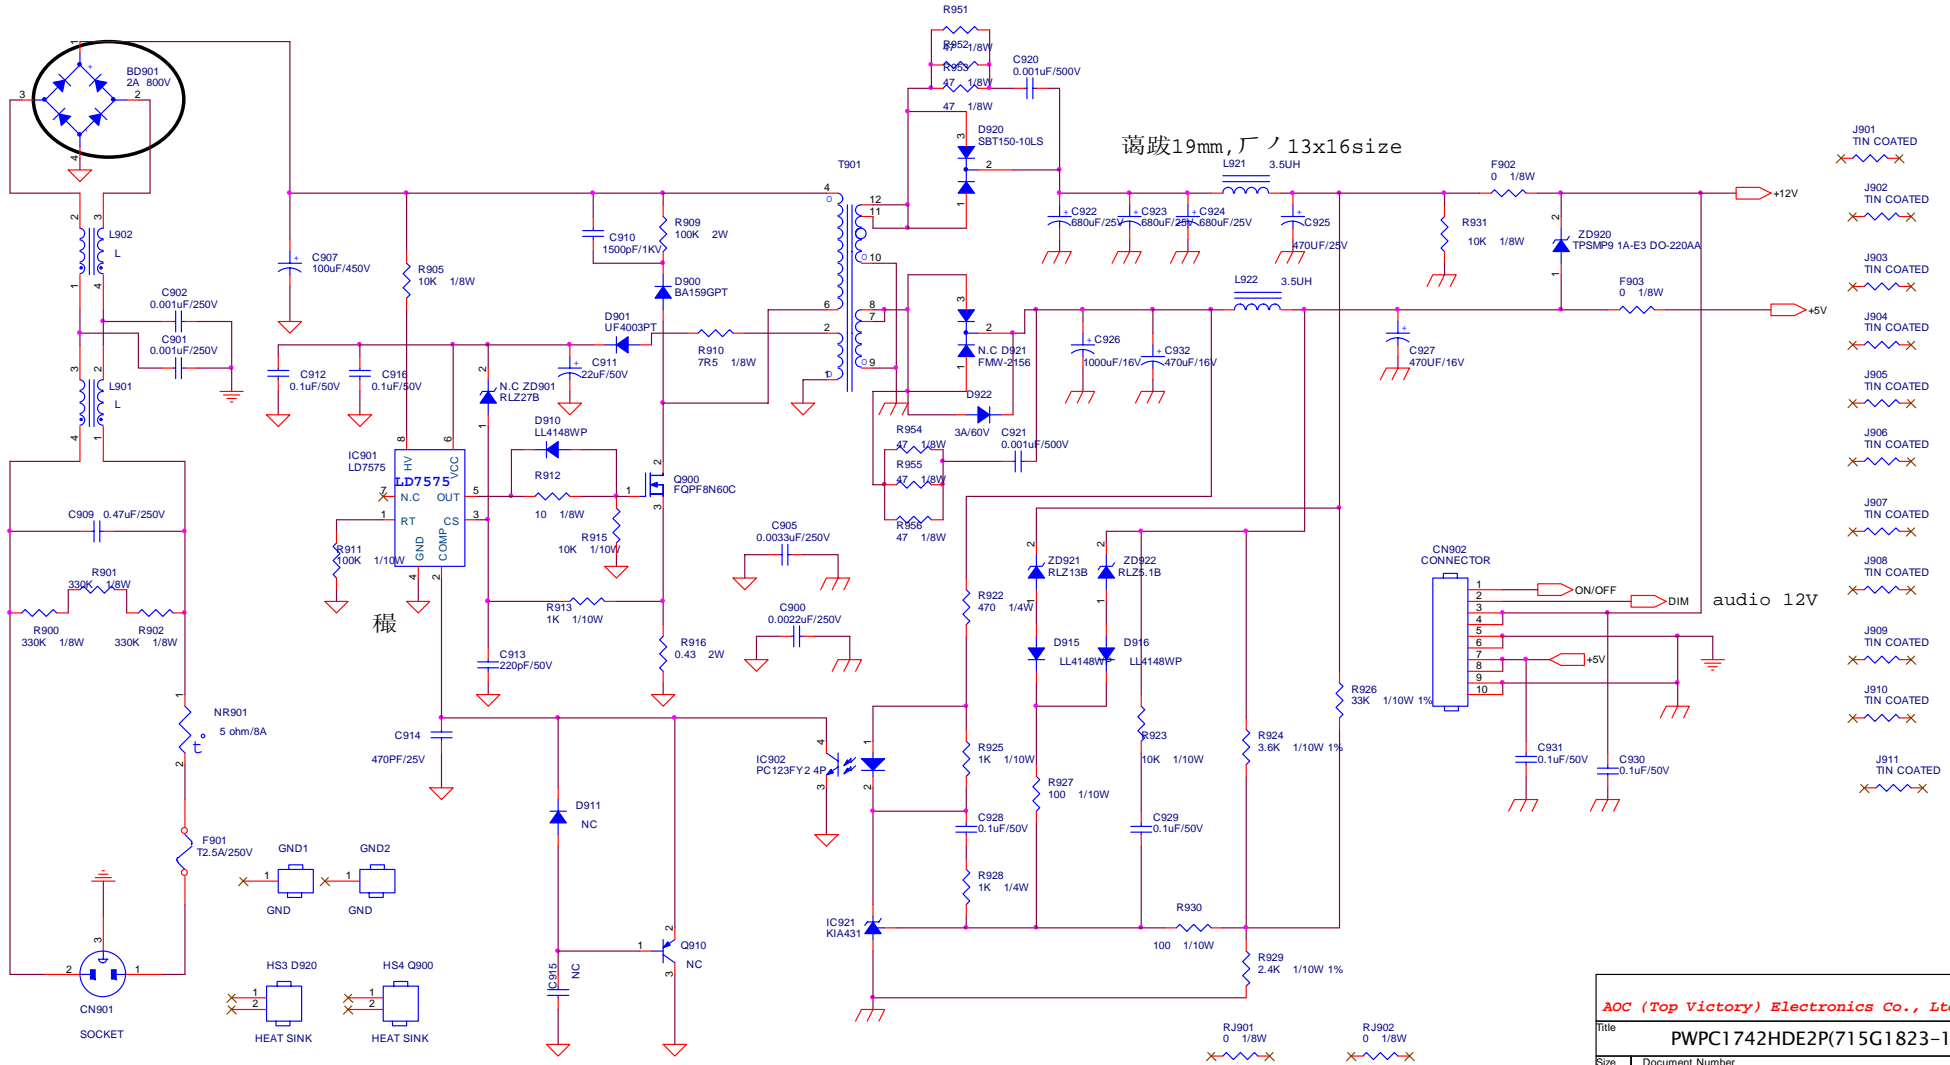 BD901
2A 800V
L902
L
C902
0.001uF/250V
C901
0.001uF/250V
L901
L
C909 0.47uF/250V
R901
330K 1/8W
R900
330K 1/8W
R902
330K 1/8W
NR901
5 ohm/8A
t°
F901
T2.5A/250V
CN901
SOCKET
GND1
GND
GND2
GND
HS3 D920
HEAT SINK
HS4 Q900
HEAT SINK
C907
100uF/450V
R905
10K 1/8W
C912
0.1uF/50V
C916
0.1uF/50V
N.C ZD901
RLZ27B
C911
22uF/50V
D901
UF4003PT
R910
7R5 1/8W
C910
1500pF/1KV
R909
100K 2W
D900
BA159GPT
D910
LL4148WP
R912
10 1/8W
IC901
LD7575
LD7575
HV
VCC
N.C
OUT
RT
CS
GND
COMP
R911
100K 1/10W
R915
10K 1/10W
Q900
FQPF8N60C
R913
1K 1/10W
C913
220pF/50V
R916
0.43 2W
C905
0.0033uF/250V
C900
0.0022uF/250V
C914
470PF/25V
D911
NC
C915
NC
Q910
NC
IC902
PC123FY2 4P
IC921
KIA431
T901
R951
47 1/8W
R952
47 1/8W
R953
47 1/8W
C920
0.001uF/500V
D920
SBT150-10LS
19mm, 13x16size
L921 3.5UH
C922
680uF/25V
C923
680uF/25V
C924
680uF/25V
C925
470UF/25V
L922 3.5UH
N.C D921
FMW-2156
D922
3A/60V
C926
1000uF/16V
C932
470uF/16V
C927
470UF/16V
R954
47 1/8W
R955
47 1/8W
R956
47 1/8W
C921
0.001uF/500V
R931
10K 1/8W
F902
0 1/8W
ZD920
TPSMP9 1A-E3 DO-220AA
F903
0 1/8W
+12V
+5V
R922
470 1/4W
ZD921
RLZ13B
ZD922
RLZ5.1B
D915
LL4148WP
D916
LL4148WP
R925
1K 1/10W
R927
100 1/10W
R923
10K 1/10W
R924
3.6K 1/10W 1%
R926
33K 1/10W 1%
C928
0.1uF/50V
C929
0.1uF/50V
R928
1K 1/4W
R930
100 1/10W
R929
2.4K 1/10W 1%
CN902
CONNECTOR
1
2
3
4
5
6
7
8
9
10
ON/OFF
DIM
audio 12V
+5V
C931
0.1uF/50V
C930
0.1uF/50V
RJ901
0 1/8W
RJ902
0 1/8W
J901
TIN COATED
J902
TIN COATED
J903
TIN COATED
J904
TIN COATED
J905
TIN COATED
J906
TIN COATED
J907
TIN COATED
J908
TIN COATED
J909
TIN COATED
J910
TIN COATED
J911
TIN COATED
AOC (Top Victory) Electronics Co., Ltd
Title
PWPC1742HDE2P(715G1823-1
Size Document Number